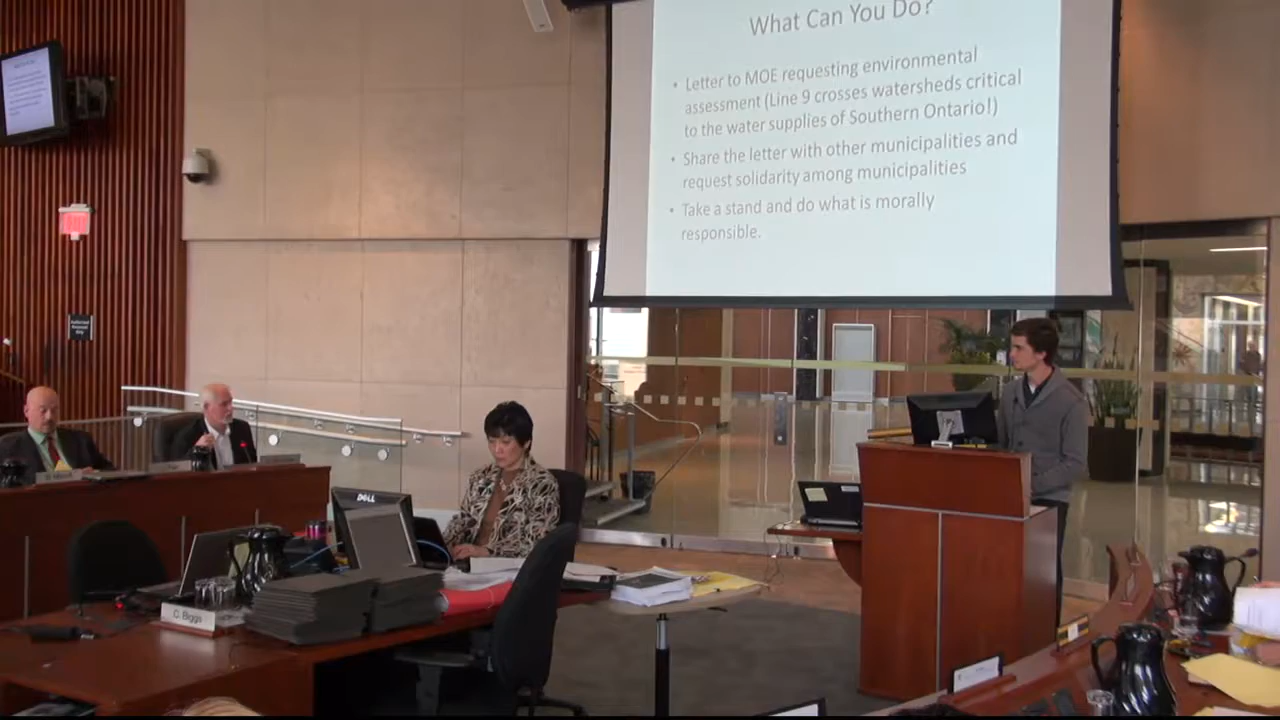 What Can You Do?
• Letter to MOE requesting environmental
assessment (Line 9 crosses watersheds critical
to the water supplies of Southern Ontario!)
• Share the letter with other municipalities and
request solidarity among municipalities
• Take a stand and do what is morally
responsible.
EXIT
DELL
C. Biggs